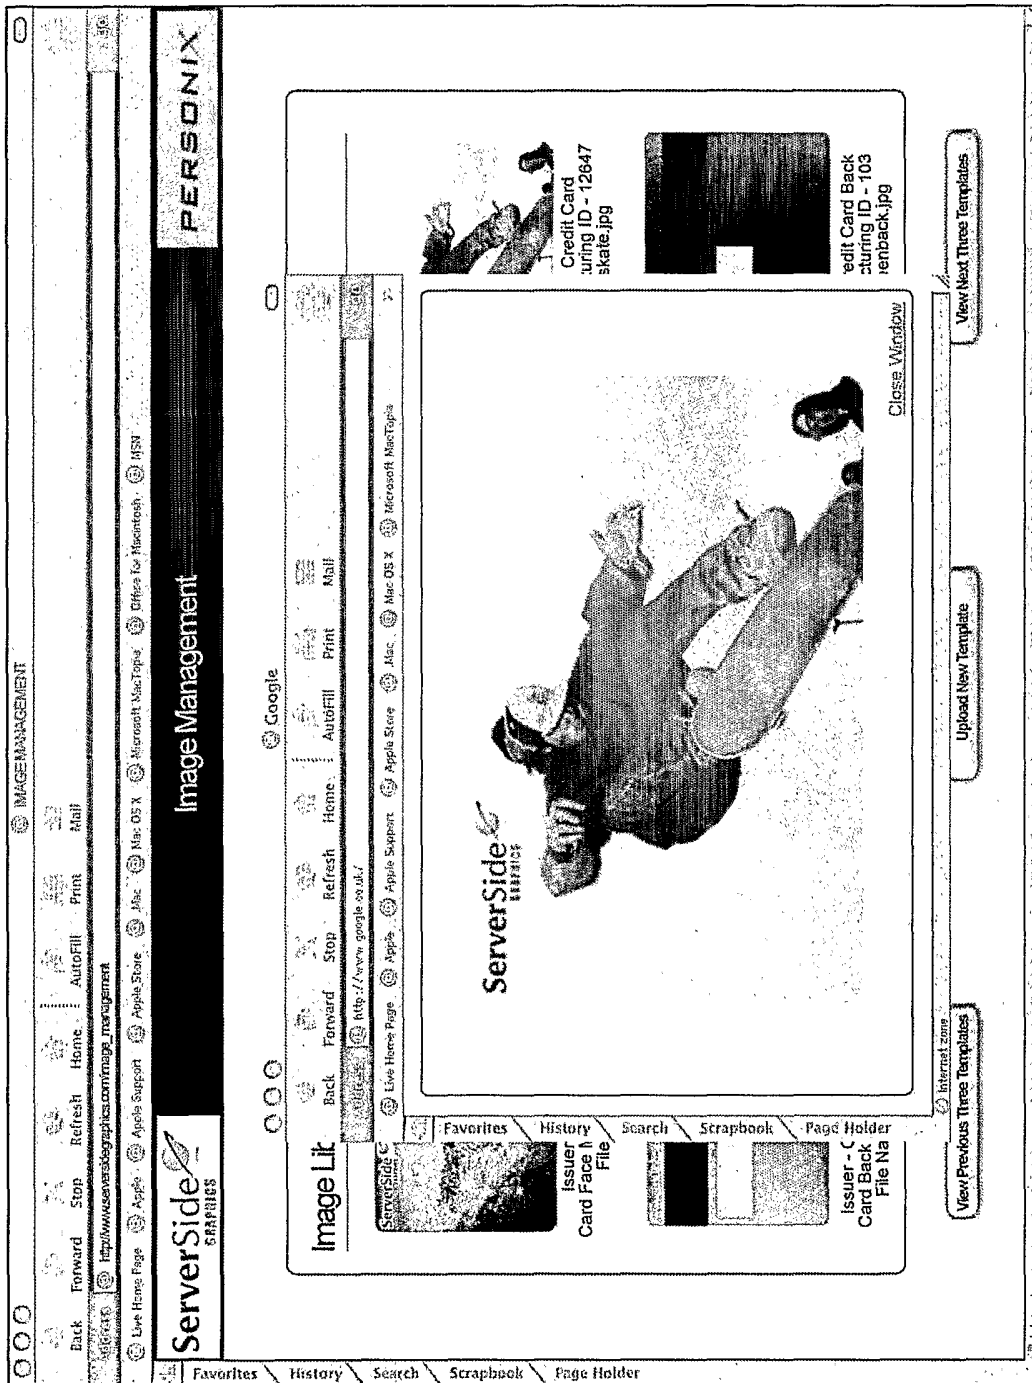 IMAGE MANAGEMENT
Back Forward Stop Refresh Home AutoFill Print Mail
http://www.serversidegraphics.com/image_management
Live Home Page Apple Apple Support Apple Store .Mac Mac OS X Microsoft MacTopia Office for Macintosh MSN
Favorites History Search Scrapbook Page Holder
ServerSide GRAPHICS
Image Management
PERSONIX
Image Lib
ServerSide
Issuer
Card Face M
File
Credit Card
uring ID - 12647
skate.jpg
Issuer - C
Card Back
File Na
edit Card Back
cturing ID - 103
enback.jpg
Google
Back Forward Stop Refresh Home AutoFill Print Mail
http://www.google.co.uk/
Live Home Page Apple Apple Support Apple Store .Mac Mac OS X Microsoft MacTopia
Favorites History Search Scrapbook Page Holder
ServerSide GRAPHICS
Close Window
Internet zone
View Previous Three Templates
Upload New Template
View Next Three Templates